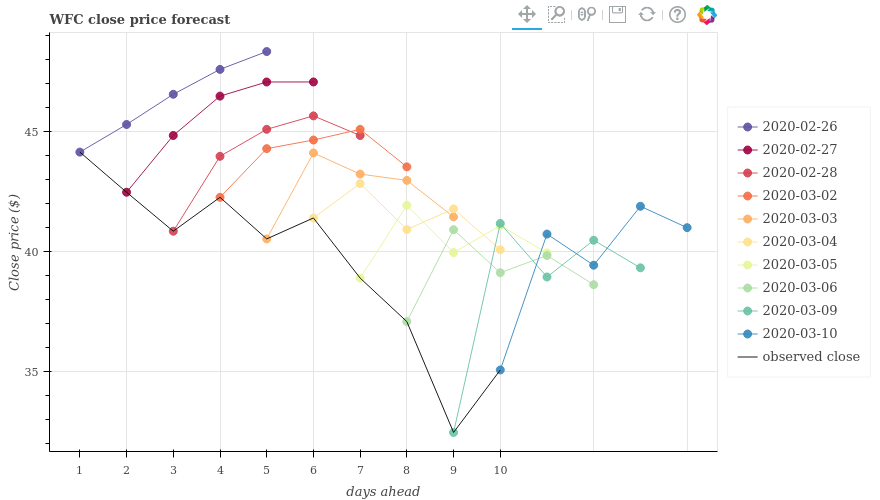 WFC close price forecast
Close price ($)
45
40
35
1 2 3 4 5 6 7 8 9 10
days ahead
2020-02-26
2020-02-27
2020-02-28
2020-03-02
2020-03-03
2020-03-04
2020-03-05
2020-03-06
2020-03-09
2020-03-10
observed close